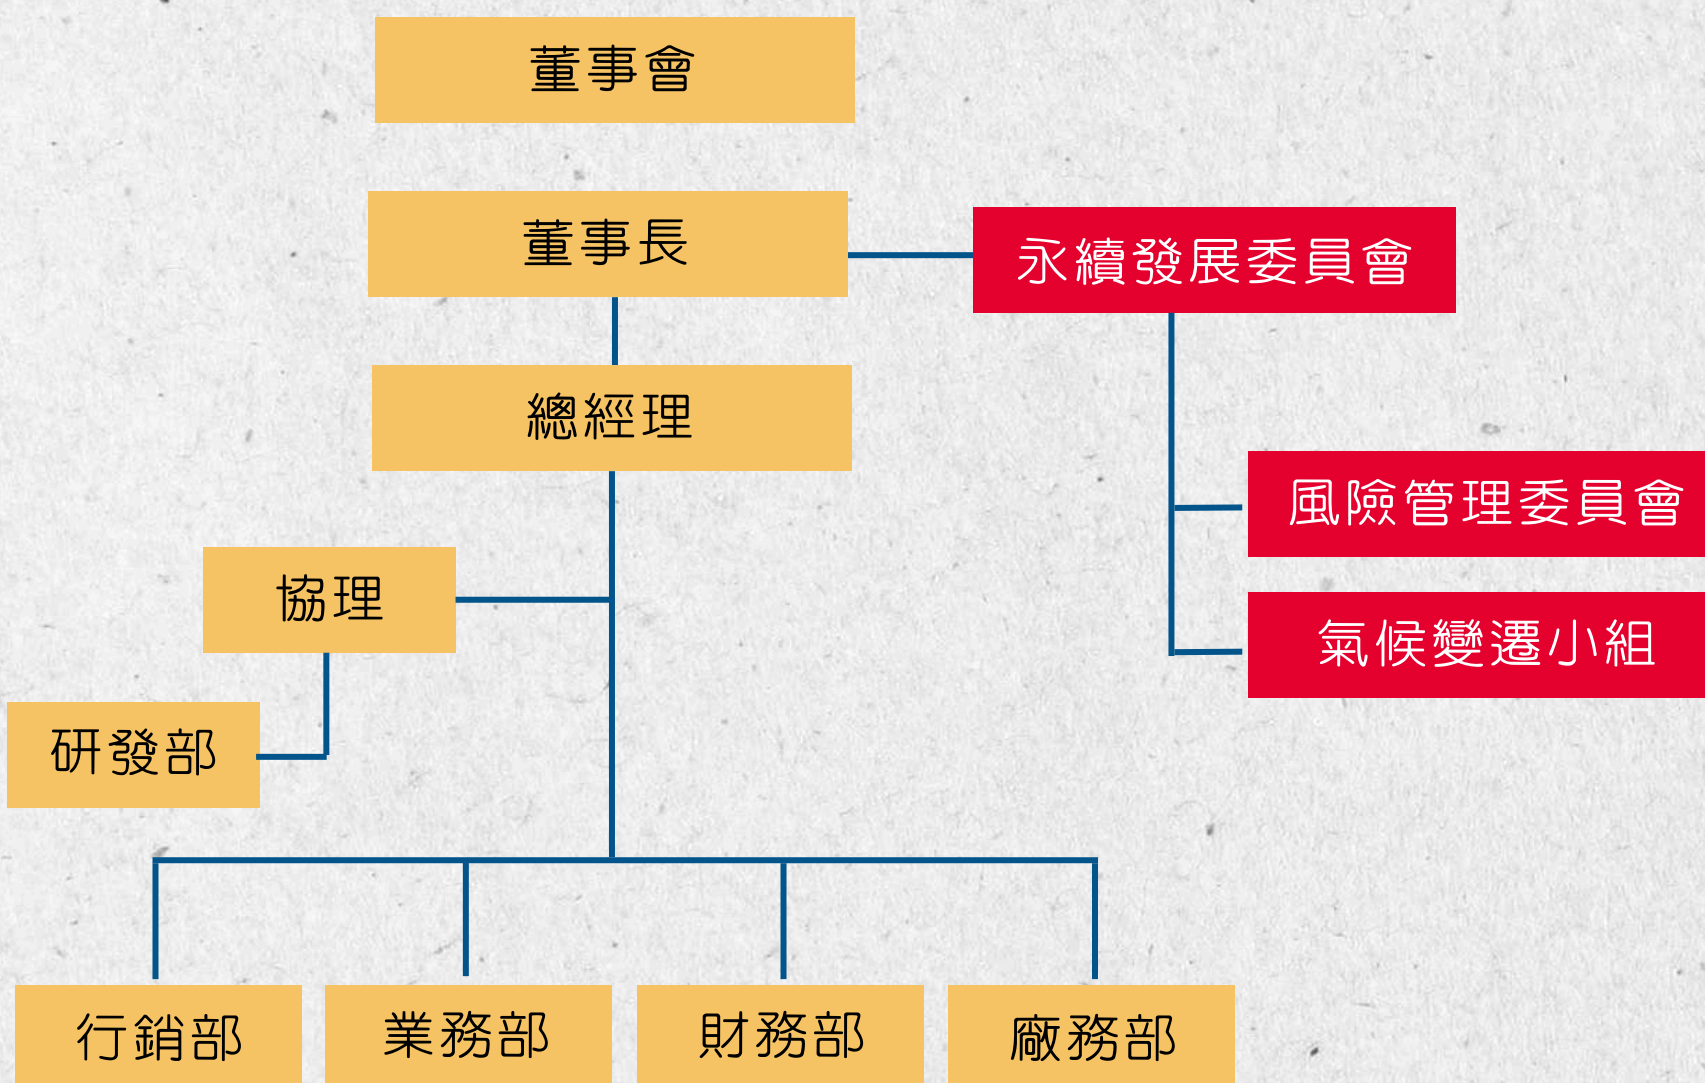 董事會
董事長
永續發展委員會
總經理
風險管理委員會
協理
氣候變遷小組
研發部
行銷部
業務部
財務部
廠務部